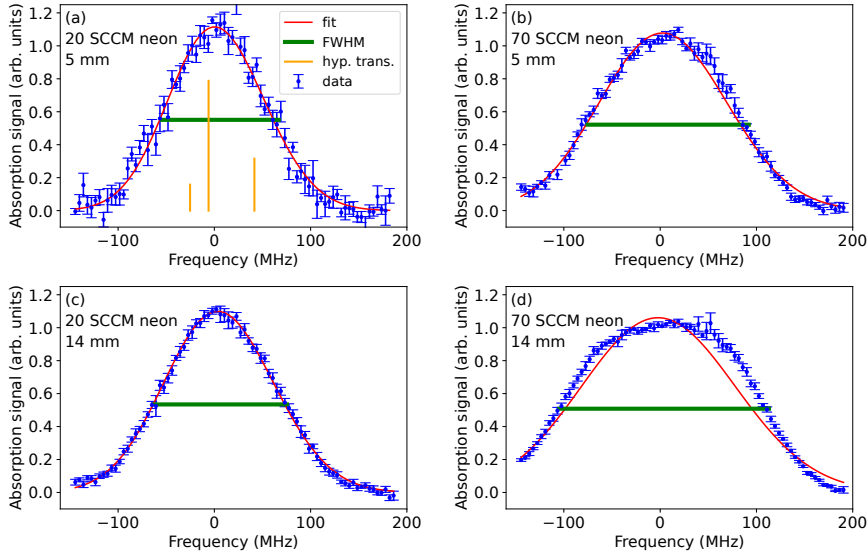 (a)
20 SCCM neon
5 mm
fit
FWHM
hyp. trans.
data
1.2
1.0
0.8
0.6
0.4
0.2
0.0
Absorption signal (arb. units)
−100 0 100 200
Frequency (MHz)
(b)
70 SCCM neon
5 mm
1.2
1.0
0.8
0.6
0.4
0.2
0.0
Absorption signal (arb. units)
−100 0 100 200
Frequency (MHz)
(c)
20 SCCM neon
14 mm
1.2
1.0
0.8
0.6
0.4
0.2
0.0
Absorption signal (arb. units)
−100 0 100 200
Frequency (MHz)
(d)
70 SCCM neon
14 mm
1.2
1.0
0.8
0.6
0.4
0.2
0.0
Absorption signal (arb. units)
−100 0 100 200
Frequency (MHz)